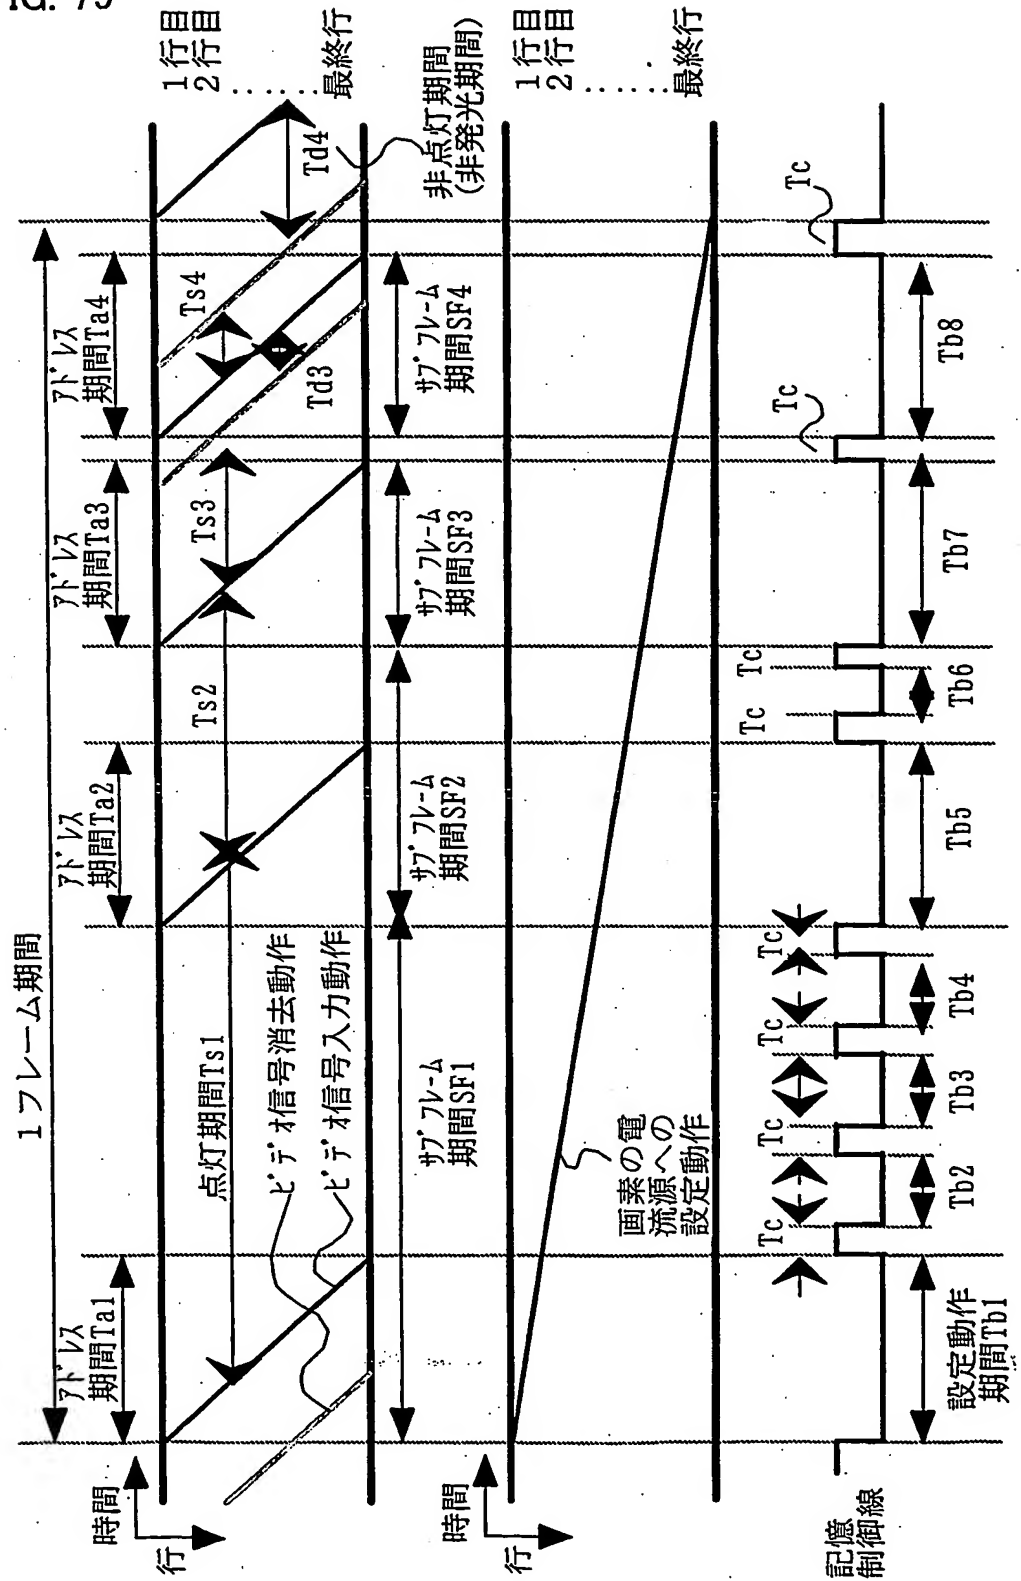 IG. 79
1フレーム期間
アドレス
期間Ta1
アドレス
期間Ta2
アドレス
期間Ta3
アドレス
期間Ta4
時間
行
1行目
2行目
......
最終行
点灯期間Ts1
Ts2
Ts3
Ts4
Td3
Td4
ビデオ信号消去動作
ビデオ信号入力動作
非点灯期間
(非発光期間)
サブフレーム
期間SF1
サブフレーム
期間SF2
サブフレーム
期間SF3
サブフレーム
期間SF4
時間
行
1行目
2行目
......
最終行
画素の電
流源への
設定動作
記憶
制御線
Tc
Tc
Tc
Tc
Tc
Tc
Tc
Tc
設定動作
期間Tb1
Tb2
Tb3
Tb4
Tb5
Tb6
Tb7
Tb8